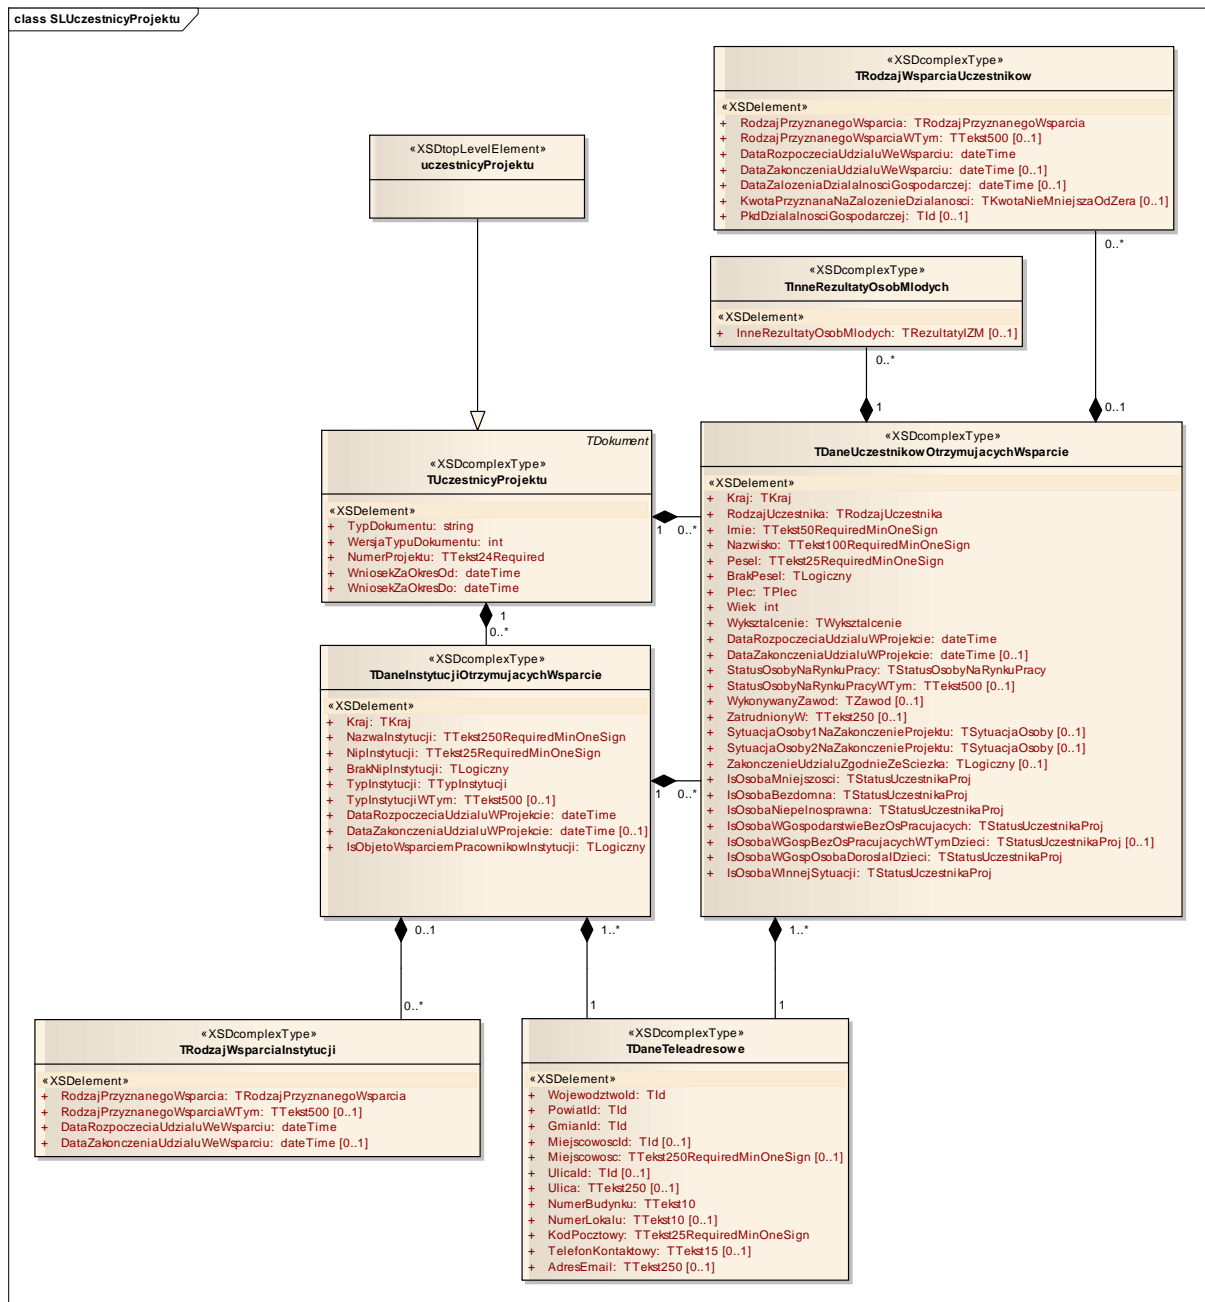 class SLUczestnicyProjektu
«XSDcomplexType»
TRodzajWsparciaUczestnikow
«XSDelement»
+ RodzajPrzyznanegoWsparcia: TRodzajPrzyznanegoWsparcia
+ RodzajPrzyznanegoWsparciaWTym: TTekst500 [0..1]
+ DataRozpoczeciaUdzialuWeWsparciu: dateTime
+ DataZakonczeniaUdzialuWeWsparciu: dateTime [0..1]
+ DataZalozeniaDzialalnosciGospodarczej: dateTime [0..1]
+ KwotaPrzyznanaNaZalozenieDzialanosci: TKwotaNieMniejszaOdZera [0..1]
+ PkdDzialalnosciGospodarczej: TId [0..1]
«XSDtopLevelElement»
uczestnicyProjektu
0..*
«XSDcomplexType»
TInneRezultatyOsobMlodych
«XSDelement»
+ InneRezultatyOsobMlodych: TRezultatyIZM [0..1]
0..*
1
0..1
TDokument
«XSDcomplexType»
TUczestnicyProjektu
«XSDelement»
+ TypDokumentu: string
+ WersjaTypuDokumentu: int
+ NumerProjektu: TTekst24Required
+ WniosekZaOkresOd: dateTime
+ WniosekZaOkresDo: dateTime
1
0..*
«XSDcomplexType»
TDaneUczestnikowOtrzymujacychWsparcie
«XSDelement»
+ Kraj: TKraj
+ RodzajUczestnika: TRodzajUczestnika
+ Imie: TTekst50RequiredMinOneSign
+ Nazwisko: TTekst100RequiredMinOneSign
+ Pesel: TTekst25RequiredMinOneSign
+ BrakPesel: TLogiczny
+ Plec: TPlec
+ Wiek: int
+ Wyksztalcenie: TWyksztalcenie
+ DataRozpoczeciaUdzialuWProjekcie: dateTime
+ DataZakonczeniaUdzialuWProjekcie: dateTime [0..1]
+ StatusOsobyNaRynkuPracy: TStatusOsobyNaRynkuPracy
+ StatusOsobyNaRynkuPracyWTym: TTekst500 [0..1]
+ WykonywanyZawod: TZawod [0..1]
+ ZatrudnionyW: TTekst250 [0..1]
+ SytuacjaOsoby1NaZakonczenieProjektu: TSytuacjaOsoby [0..1]
+ SytuacjaOsoby2NaZakonczenieProjektu: TSytuacjaOsoby [0..1]
+ ZakonczenieUdzialuZgodnieZeSciezka: TLogiczny [0..1]
+ IsOsobaMniejszosci: TStatusUczestnikaProj
+ IsOsobaBezdomna: TStatusUczestnikaProj
+ IsOsobaNiepelnosprawna: TStatusUczestnikaProj
+ IsOsobaWGospodarstwieBezOsPracujacych: TStatusUczestnikaProj
+ IsOsobaWGospBezOsPracujacychWTymDzieci: TStatusUczestnikaProj [0..1]
+ IsOsobaWGospOsobaDoroslaIDzieci: TStatusUczestnikaProj
+ IsOsobaWInnejSytuacji: TStatusUczestnikaProj
1
0..*
«XSDcomplexType»
TDaneInstytucjiOtrzymujacychWsparcie
«XSDelement»
+ Kraj: TKraj
+ NazwaInstytucji: TTekst250RequiredMinOneSign
+ NipInstytucji: TTekst25RequiredMinOneSign
+ BrakNipInstytucji: TLogiczny
+ TypInstytucji: TTypInstytucji
+ TypInstytucjiWTym: TTekst500 [0..1]
+ DataRozpoczeciaUdzialuWProjekcie: dateTime
+ DataZakonczeniaUdzialuWProjekcie: dateTime [0..1]
+ IsObjetoWsparciemPracownikowInstytucji: TLogiczny
1
0..*
0..1
1..*
1..*
0..*
1
1
«XSDcomplexType»
TRodzajWsparciaInstytucji
«XSDelement»
+ RodzajPrzyznanegoWsparcia: TRodzajPrzyznanegoWsparcia
+ RodzajPrzyznanegoWsparciaWTym: TTekst500 [0..1]
+ DataRozpoczeciaUdzialuWeWsparciu: dateTime
+ DataZakonczeniaUdzialuWeWsparciu: dateTime [0..1]
«XSDcomplexType»
TDaneTeleadresowe
«XSDelement»
+ WojewodztwoId: TId
+ PowiatId: TId
+ GmianId: TId
+ MiejscowoscId: TId [0..1]
+ Miejscowosc: TTekst250RequiredMinOneSign [0..1]
+ UlicaId: TId [0..1]
+ Ulica: TTekst250 [0..1]
+ NumerBudynku: TTekst10
+ NumerLokalu: TTekst10 [0..1]
+ KodPocztowy: TTekst25RequiredMinOneSign
+ TelefonKontaktowy: TTekst15 [0..1]
+ AdresEmail: TTekst250 [0..1]